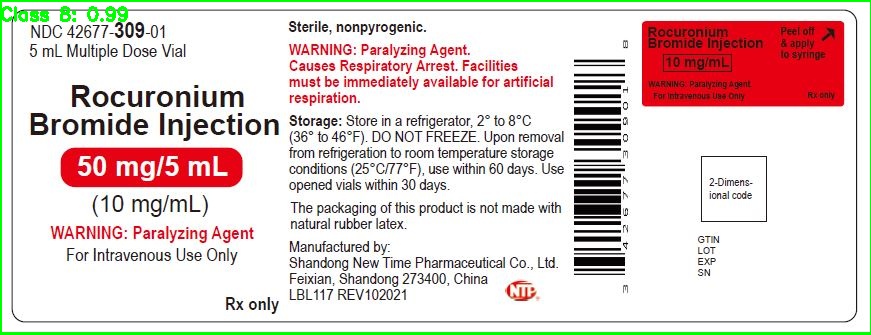 Class 8: 0.99
NDC 42677-309-01
5 mL Multiple Dose Vial
Rocuronium
Bromide Injection
50 mg/5 mL
(10 mg/mL)
WARNING: Paralyzing Agent
For Intravenous Use Only
Rx only
Sterile, nonpyrogenic.
WARNING: Paralyzing Agent.
Causes Respiratory Arrest. Facilities
must be immediately available for artificial
respiration.
Storage: Store in a refrigerator, 2° to 8°C
(36° to 46°F). DO NOT FREEZE. Upon removal
from refrigeration to room temperature storage
conditions (25°C/77°F), use within 60 days. Use
opened vials within 30 days.
The packaging of this product is not made with
natural rubber latex.
Manufactured by:
Shandong New Time Pharmaceutical Co., Ltd.
Feixian, Shandong 273400, China
LBL117 REV102021
NTP
3 42677 30901 8
Rocuronium
Bromide Injection
10 mg/mL
WARNING: Paralyzing Agent.
For Intravenous Use Only
Peel off
& apply
to syringe
Rx only
2-Dimens-
ional code
GTIN
LOT
EXP
SN